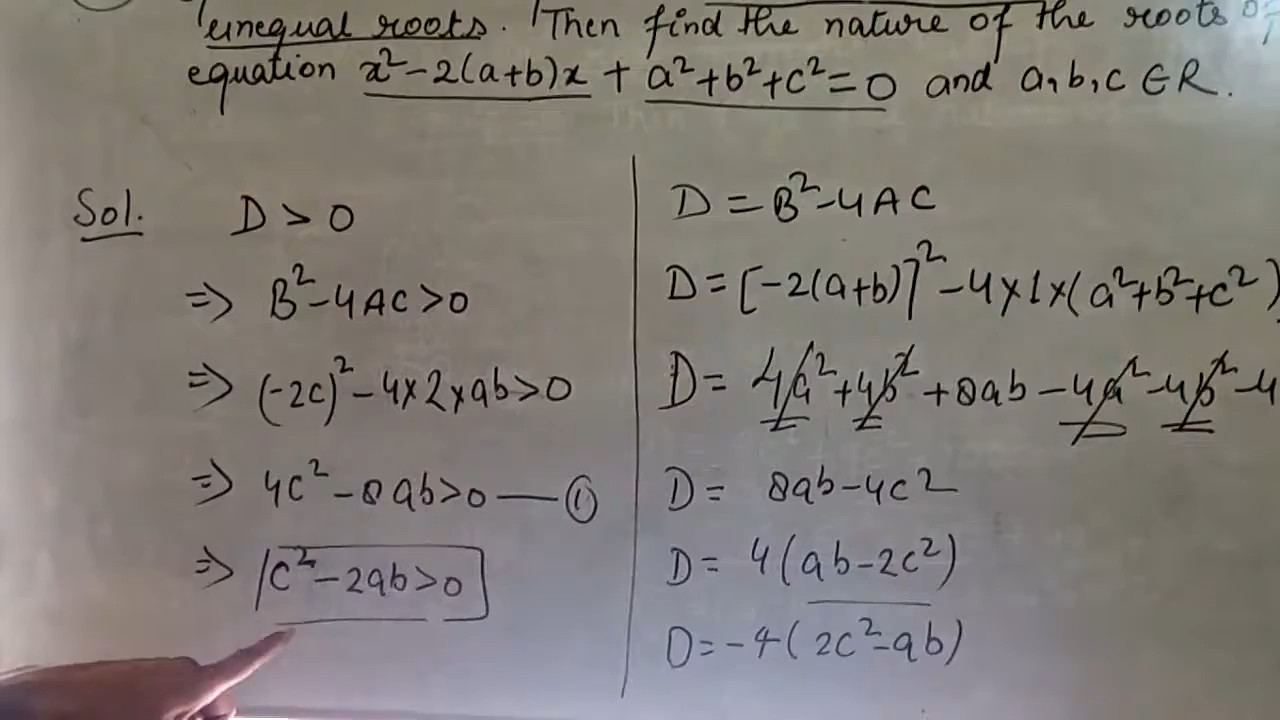 unequal roots. Then find the nature of the roots
equation x²-2(a+b)x + a²+b²+c²=0 and a,b,c ∈ R.
Sol. D > 0
⇒ B²-4AC>0
⇒ (-2c)²-4×2×ab>0
⇒ 4c²-8ab>0 — ①
⇒ c²-2ab>0
D = B²-4AC
D = [-2(a+b)]²-4×1×(a²+b²+c²)
D = 4a²+4b²+8ab-4a²-4b²-4
D = 8ab-4c²
D = 4(ab-2c²)
D = -4(2c²-ab)